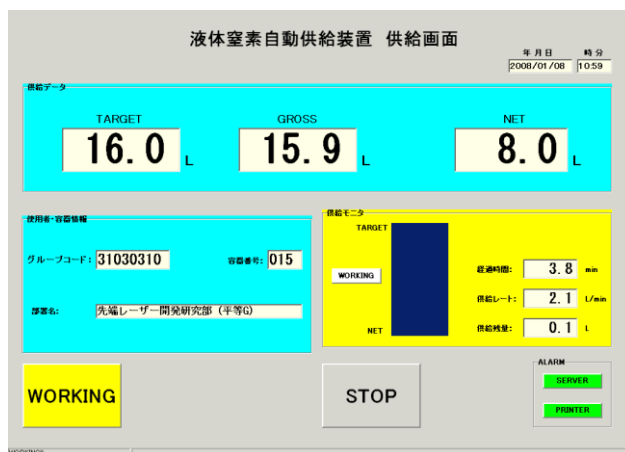 液体窒素自動供給装置 供給画面
年月日 時分
2008/01/08 10:59
供給データ
TARGET GROSS NET
16.0 L 15.9 L 8.0 L
使用者・容器情報
グループコード: 31030310 容器番号: 015
部署名: 先端レーザー開発研究部 (平等G)
供給モニタ
TARGET
WORKING
NET
経過時間: 3.8 min
供給レート: 2.1 L/min
供給残量: 0.1 L
WORKING
STOP
ALARM
SERVER
PRINTER